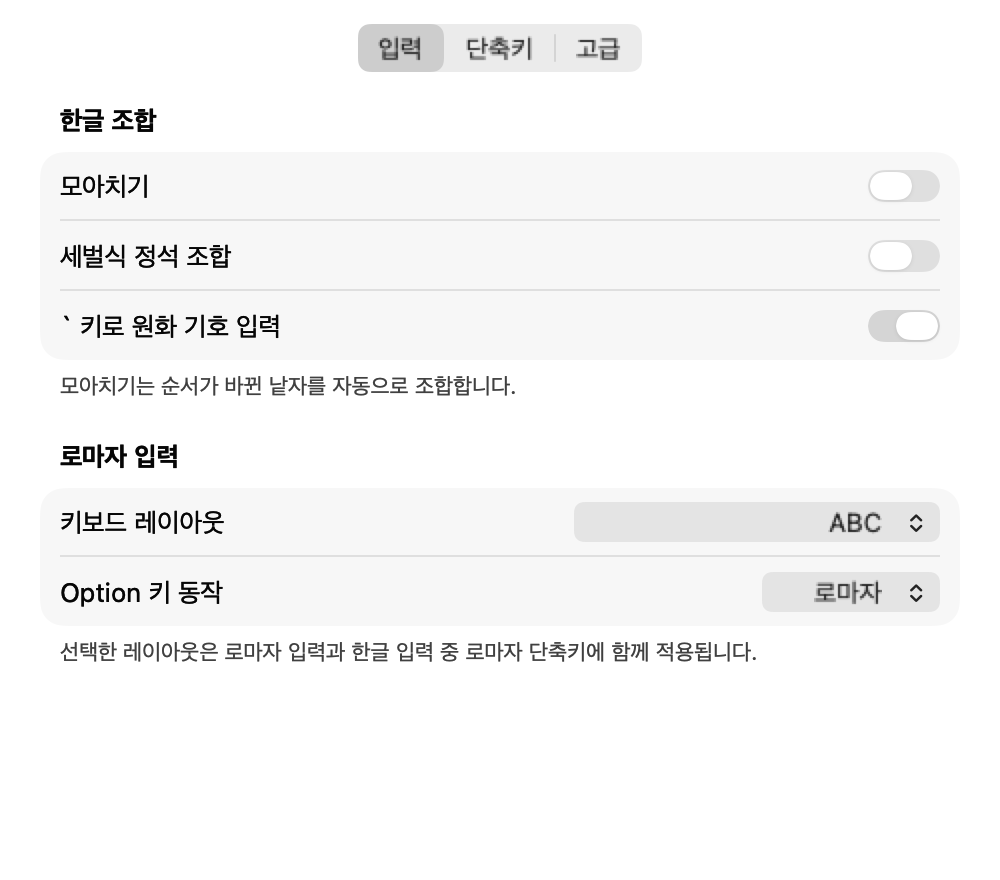 입력 단축키 고급
한글 조합
모아치기
세벌식 정석 조합
` 키로 원화 기호 입력
모아치기는 순서가 바뀐 낱자를 자동으로 조합합니다.
로마자 입력
키보드 레이아웃 ABC
Option 키 동작 로마자
선택한 레이아웃은 로마자 입력과 한글 입력 중 로마자 단축키에 함께 적용됩니다.